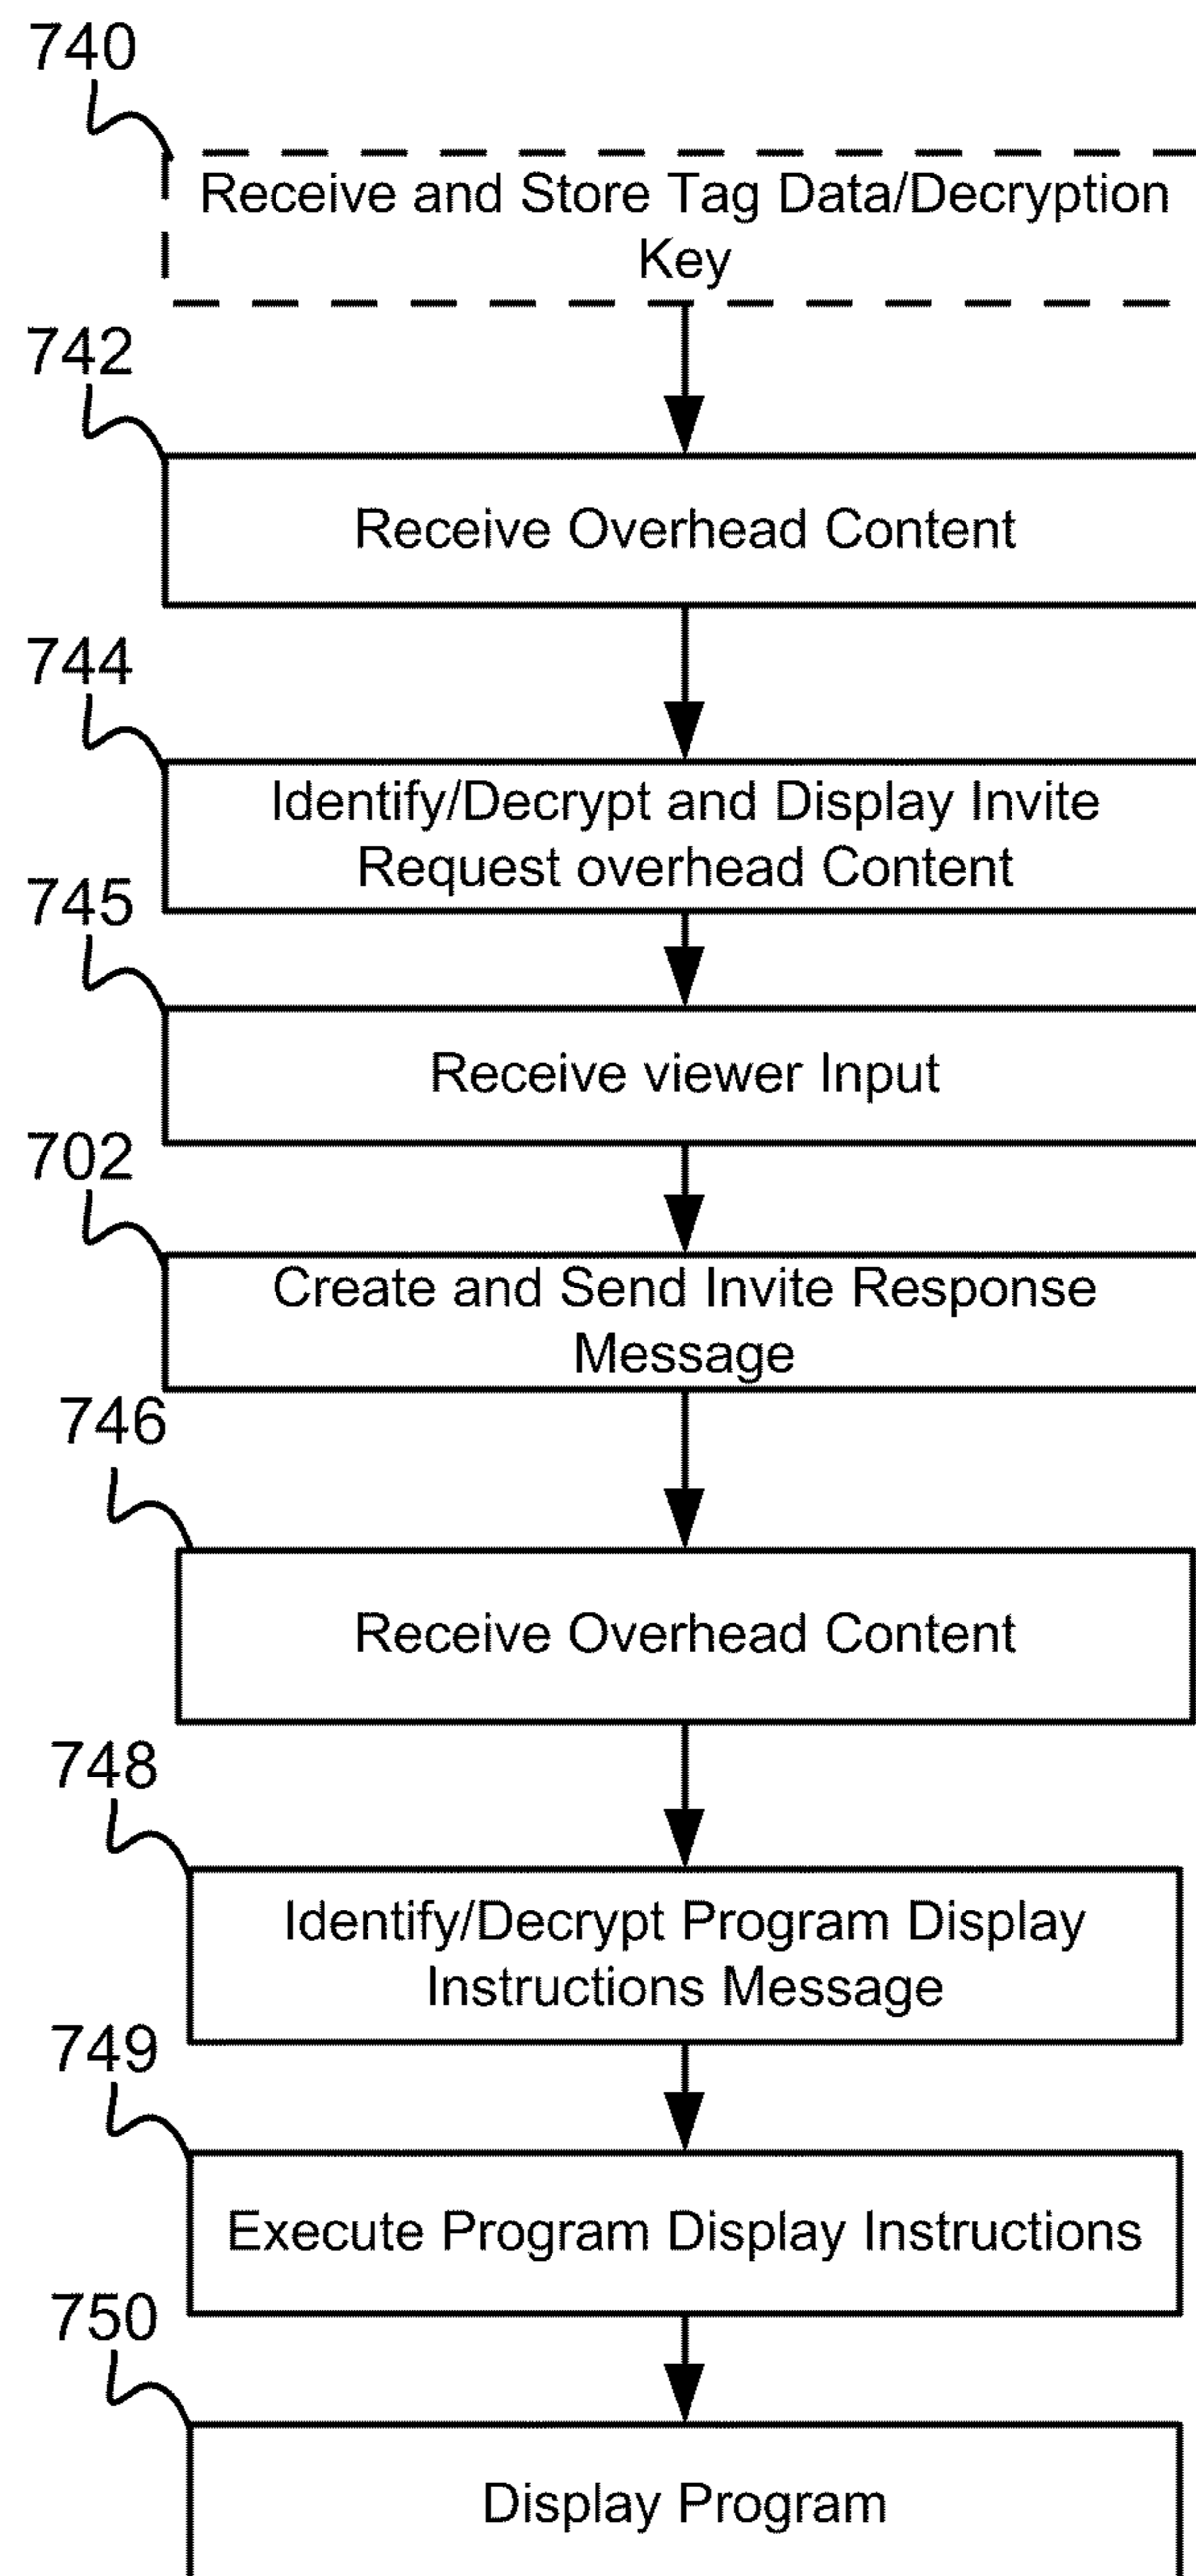 740
Receive and Store Tag Data/Decryption
Key
742
Receive Overhead Content
744
Identify/Decrypt and Display Invite
Request overhead Content
745
Receive viewer Input
702
Create and Send Invite Response
Message
746
Receive Overhead Content
748
Identify/Decrypt Program Display
Instructions Message
749
Execute Program Display Instructions
750
Display Program